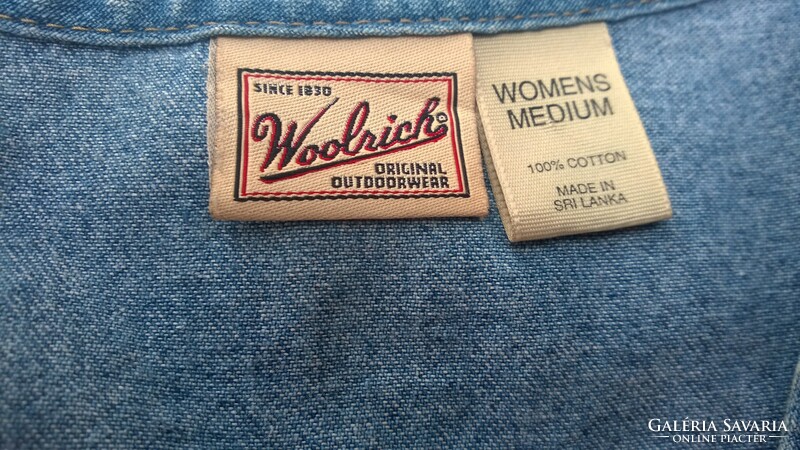 SINCE 1830
Woolrich
ORIGINAL
OUTDOORWEAR
WOMENS
MEDIUM
100% COTTON
MADE IN
SRI LANKA
GALÉRIA SAVARIA
ONLINE PIACTÉR